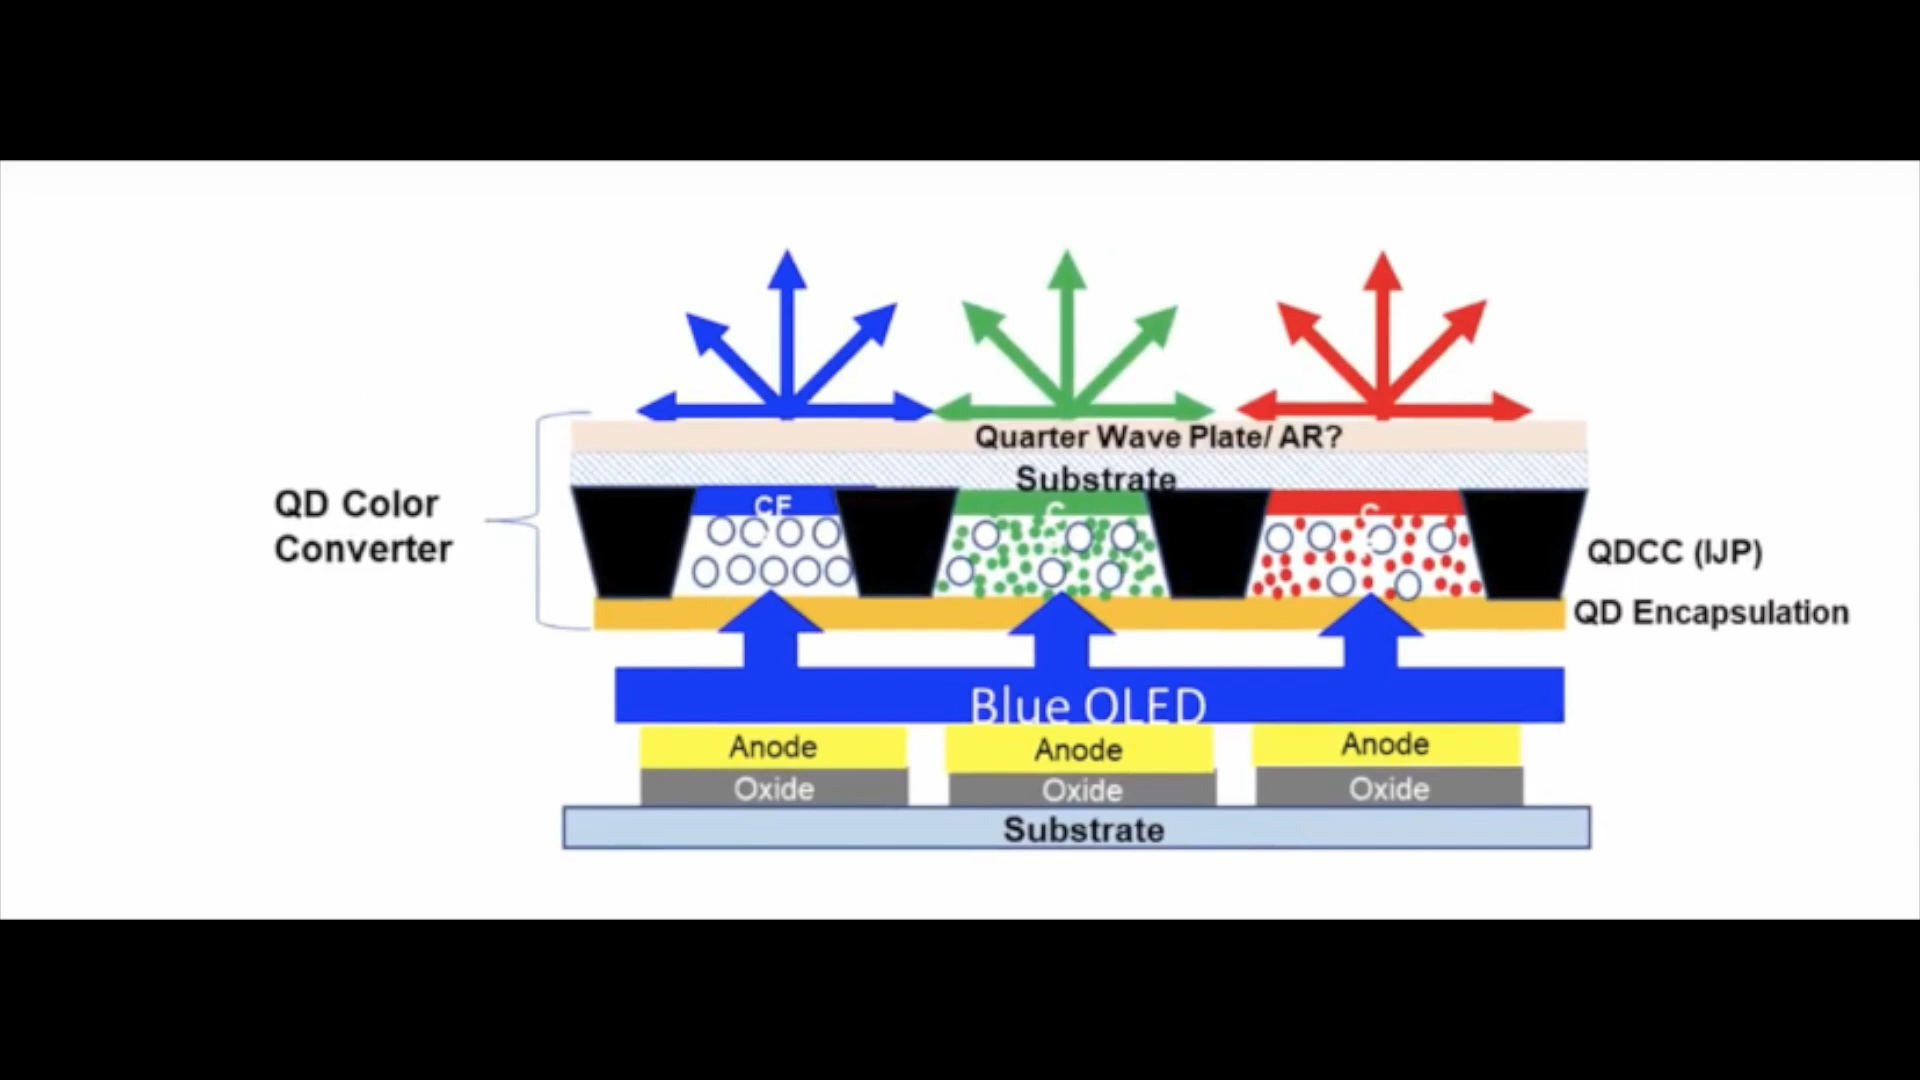 Quarter Wave Plate/ AR?
Substrate
QD Color
Converter
CF
C
C
QDCC (IJP)
QD Encapsulation
Blue OLED
Anode
Anode
Anode
Oxide
Oxide
Oxide
Substrate